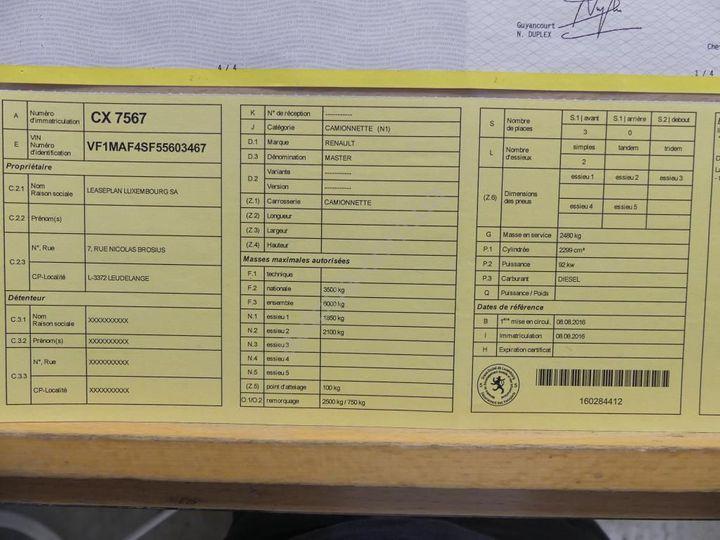 Guyancourt
N. DUPLEX
4 / 4
1 / 4
A Numéro d'immatriculation CX 7567
E VIN Numéro d'identification VF1MAF4SF55603467
Propriétaire
C.2.1 Nom Raison sociale LEASEPLAN LUXEMBOURG SA
C.2.2 Prénom(s)
C.2.3 N°, Rue 7, RUE NICOLAS BROSIUS
CP-Localité L-3372 LEUDELANGE
Détenteur
C.3.1 Nom Raison sociale XXXXXXXXXX
C.3.2 Prénom(s) XXXXXXXXXX
C.3.3 N°, Rue XXXXXXXXXX
CP-Localité XXXXXXXXXX
K N° de réception ------------
J Catégorie CAMIONNETTE (N1)
D.1 Marque RENAULT
D.3 Dénomination MASTER
D.2 Variante ------------
Version ------------
(Z.1) Carrosserie CAMIONNETTE
(Z.2) Longueur
(Z.3) Largeur
(Z.4) Hauteur
Masses maximales autorisées
F.1 technique
F.2 nationale 3500 kg
F.3 ensemble 6000 kg
N.1 essieu 1 1850 kg
N.2 essieu 2 2100 kg
N.3 essieu 3
N.4 essieu 4
N.5 essieu 5
(Z.5) point d'attelage 100 kg
O.1/O.2 remorquage 2500 kg / 750 kg
S Nombre de places S.1 | avant S.1 | arrière S.2 | debout
3 0
L Nombre d'essieux simples tandem tridem
2
(Z.6) Dimensions des pneus essieu 1 essieu 2 essieu 3
essieu 4 essieu 5
G Masse en service 2480 kg
P.1 Cylindrée 2299 cm³
P.2 Puissance 92 kw
P.3 Carburant DIESEL
Q Puissance / Poids
Dates de référence
B 1ère mise en circul. 08.08.2016
I Immatriculation 08.08.2016
H Expiration certificat
160284412